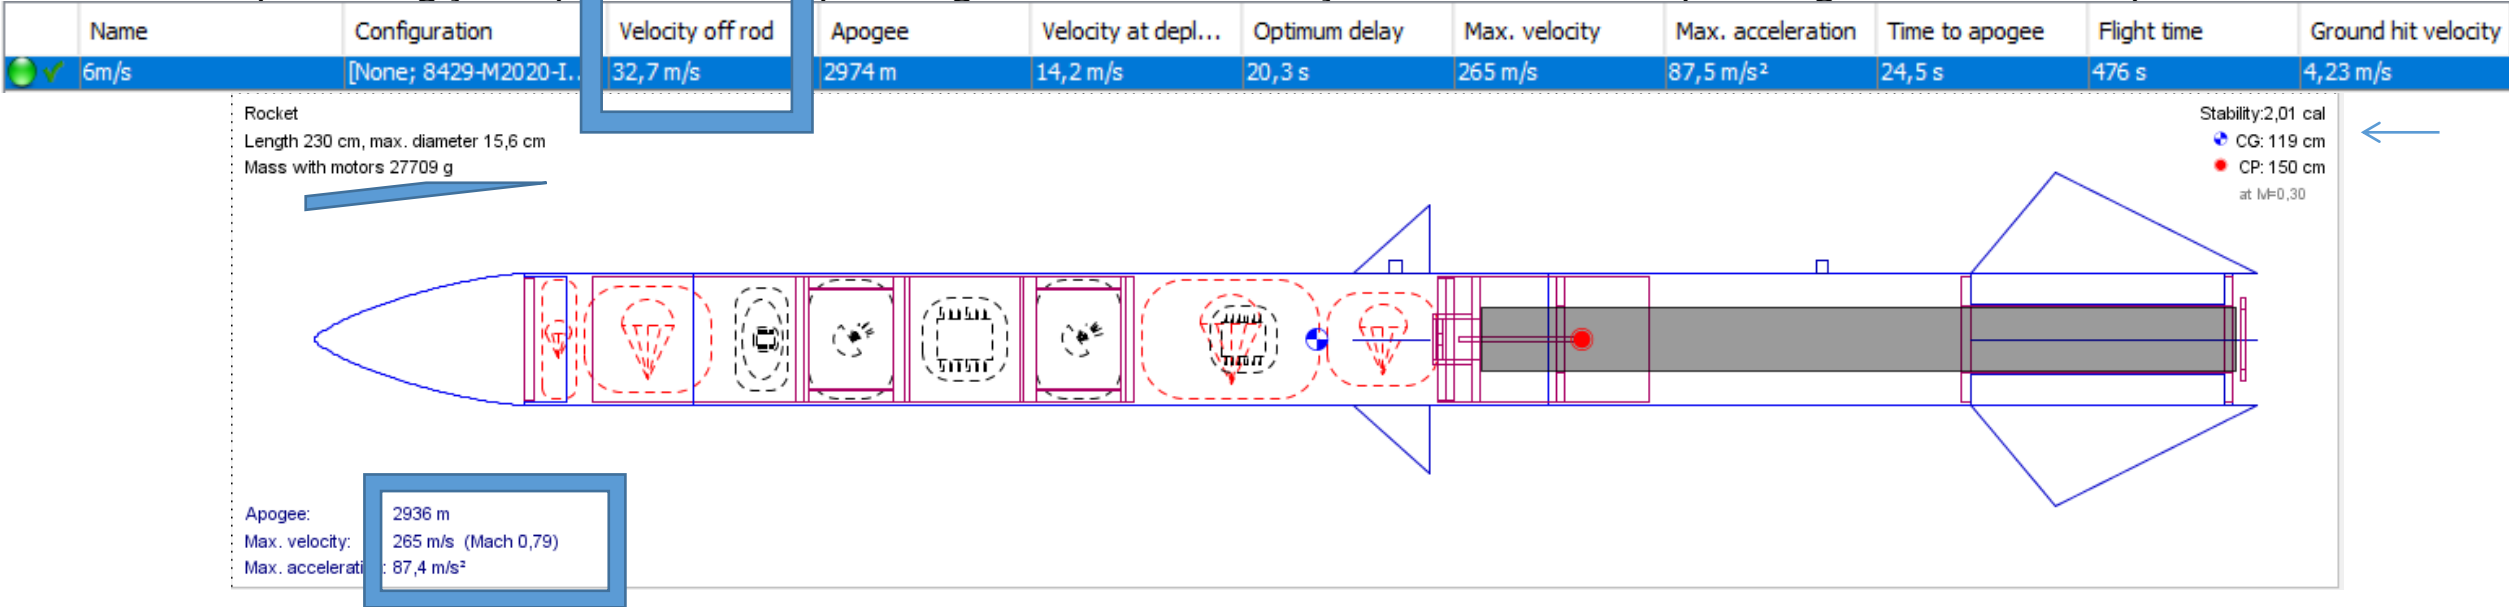 Name Configuration Velocity off rod Apogee Velocity at depl... Optimum delay Max. velocity Max. acceleration Time to apogee Flight time Ground hit velocity
6m/s [None; 8429-M2020-I.. 32,7 m/s 2974 m 14,2 m/s 20,3 s 265 m/s 87,5 m/s² 24,5 s 476 s 4,23 m/s
Rocket
Length 230 cm, max. diameter 15,6 cm
Mass with motors 27709 g
Stability:2,01 cal
CG: 119 cm
CP: 150 cm
at M=0,30
Apogee: 2936 m
Max. velocity: 265 m/s (Mach 0,79)
Max. accelerati : 87,4 m/s²